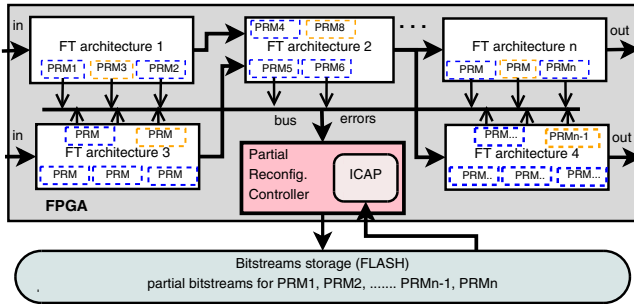 in
FT architecture 1
PRM1
PRM3
PRM2
PRM4
PRM8
FT architecture 2
PRM5
PRM6
. . .
FT architecture n
PRM
PRM
PRMn
out
bus
errors
in
PRM
PRM
FT architecture 3
PRM
PRM
PRM
FPGA
Partial
Reconfig.
Controller
ICAP
PRM...
PRMn-1
FT architecture 4
PRM..
PRM..
PRM...
out
Bitstreams storage (FLASH)
partial bitstreams for PRM1, PRM2, ....... PRMn-1, PRMn